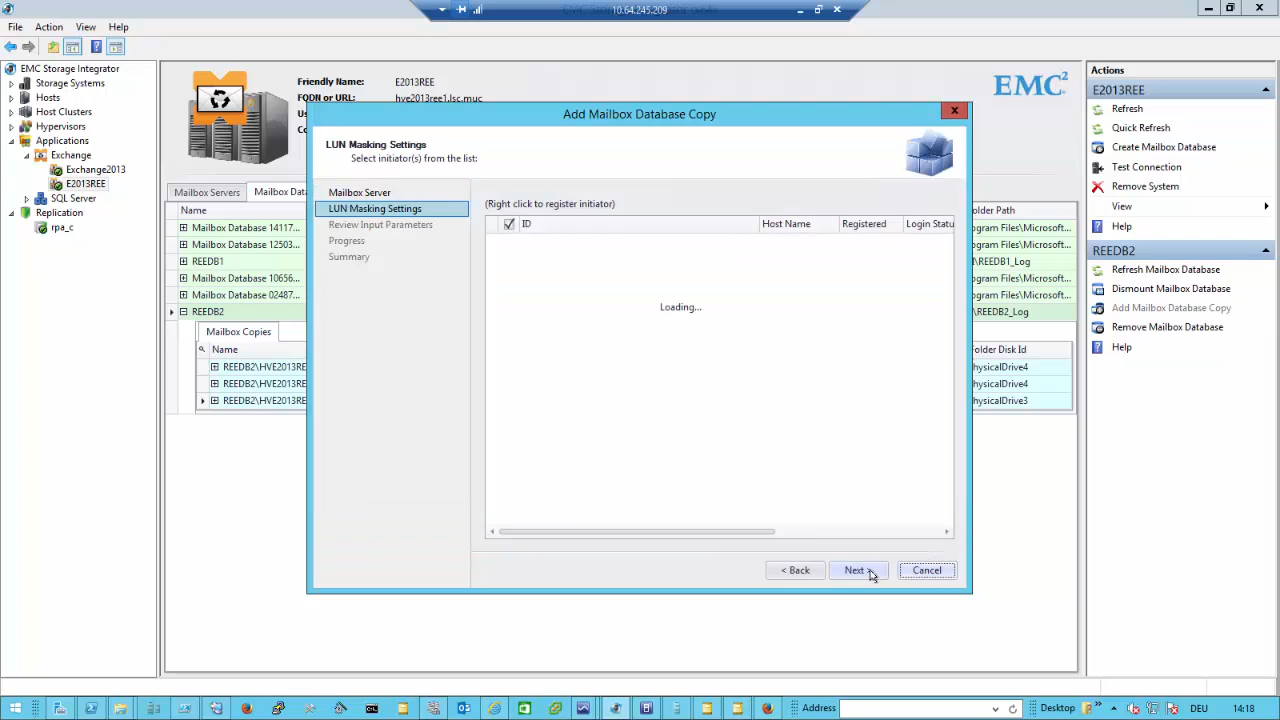 10.64.245.209
File Action View Help
EMC Storage Integrator
Storage Systems
Hosts
Host Clusters
Hypervisors
Applications
Exchange
Exchange2013
E2013REE
SQL Server
Replication
rpa_c
Friendly Name: E2013REE
FQDN or URL: hve2013ree1.lsc.muc
EMC²
Mailbox Servers
Name
Mailbox Database 14117...
Mailbox Database 12503...
REEDB1
Mailbox Database 10656...
Mailbox Database 02487...
REEDB2
Mailbox Copies
Name
REEDB2\HVE2013RE
REEDB2\HVE2013RE
REEDB2\HVE2013RE
Add Mailbox Database Copy
LUN Masking Settings
Select initiator(s) from the list:
Mailbox Server
LUN Masking Settings
Review Input Parameters
Progress
Summary
(Right click to register initiator)
ID Host Name Registered Login Statu
Loading...
< Back Next > Cancel
older Path
ogram Files\Microsoft...
ogram Files\Microsoft...
\REEDB1_Log
ogram Files\Microsoft...
ogram Files\Microsoft...
\REEDB2_Log
older Disk Id
hysicalDrive4
hysicalDrive4
hysicalDrive3
Actions
E2013REE
Refresh
Quick Refresh
Create Mailbox Database
Test Connection
Remove System
View
Help
REEDB2
Refresh Mailbox Database
Dismount Mailbox Database
Add Mailbox Database Copy
Remove Mailbox Database
Help
Address
Desktop
DEU
14:18